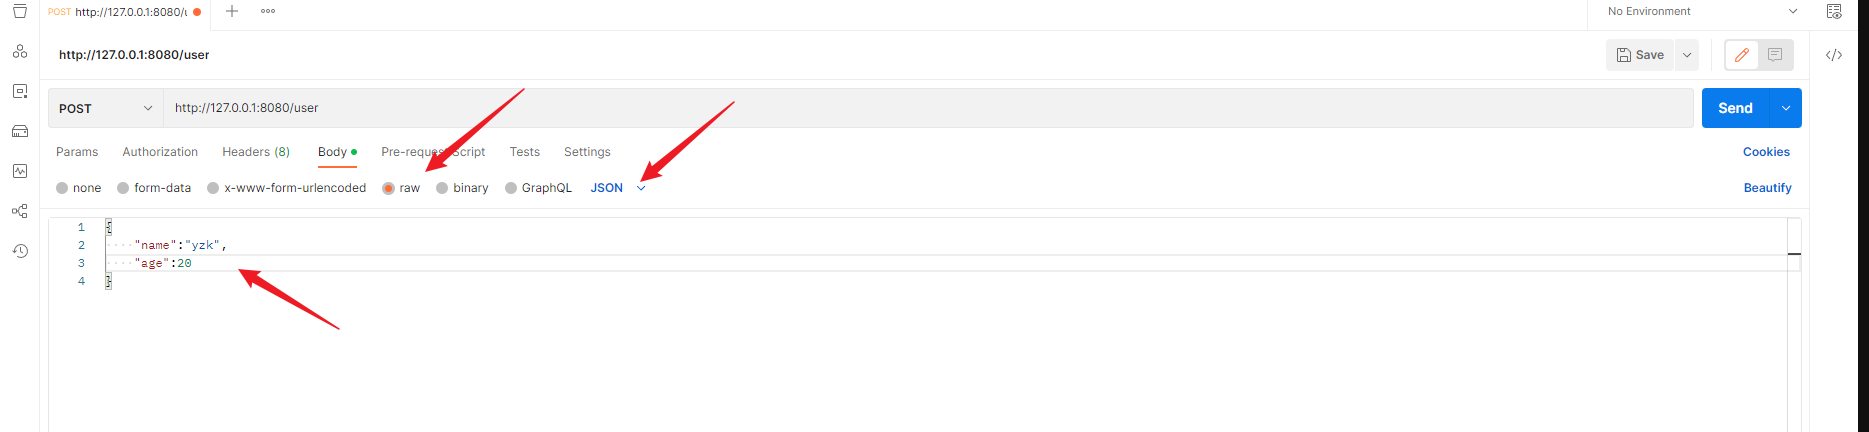 POST http://127.0.0.1:8080/u
No Environment
http://127.0.0.1:8080/user
Save
POST http://127.0.0.1:8080/user Send
Params Authorization Headers (8) Body Pre-request Script Tests Settings Cookies
none form-data x-www-form-urlencoded raw binary GraphQL JSON Beautify
1 {
2 "name":"yzk",
3 "age":20
4 }